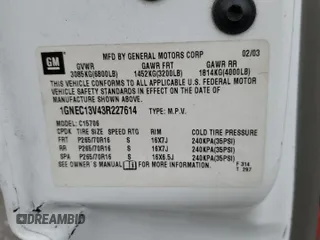 GM
MFD BY GENERAL MOTORS CORP 02/03
GVWR GAWR FRT GAWR RR
3085KG(6800LB) 1452KG(3200LB) 1814KG(4000LB)
THIS VEHICLE CONFORMS TO ALL APPLICABLE U.S. FEDERAL MOTOR VEHICLE SAFETY AND THEFT PREVENTION STANDARDS IN EFFECT ON THE DATE OF MANUFACTURE SHOWN ABOVE.
1GNEC13V43R227614 TYPE: M.P.V.
MODEL: C15706
TIRE SIZE SPEED RTG RIM COLD TIRE PRESSURE
FRT P265/70R16 S 16X7J 240KPA(35PSI)
RR P265/70R16 S 16X7J 240KPA(35PSI)
SPA P265/70R16 S 16X6.5J 240KPA(35PSI)
SEE OWNER'S MANUAL FOR MORE INFORMATION.
AUTOBIDMASTER